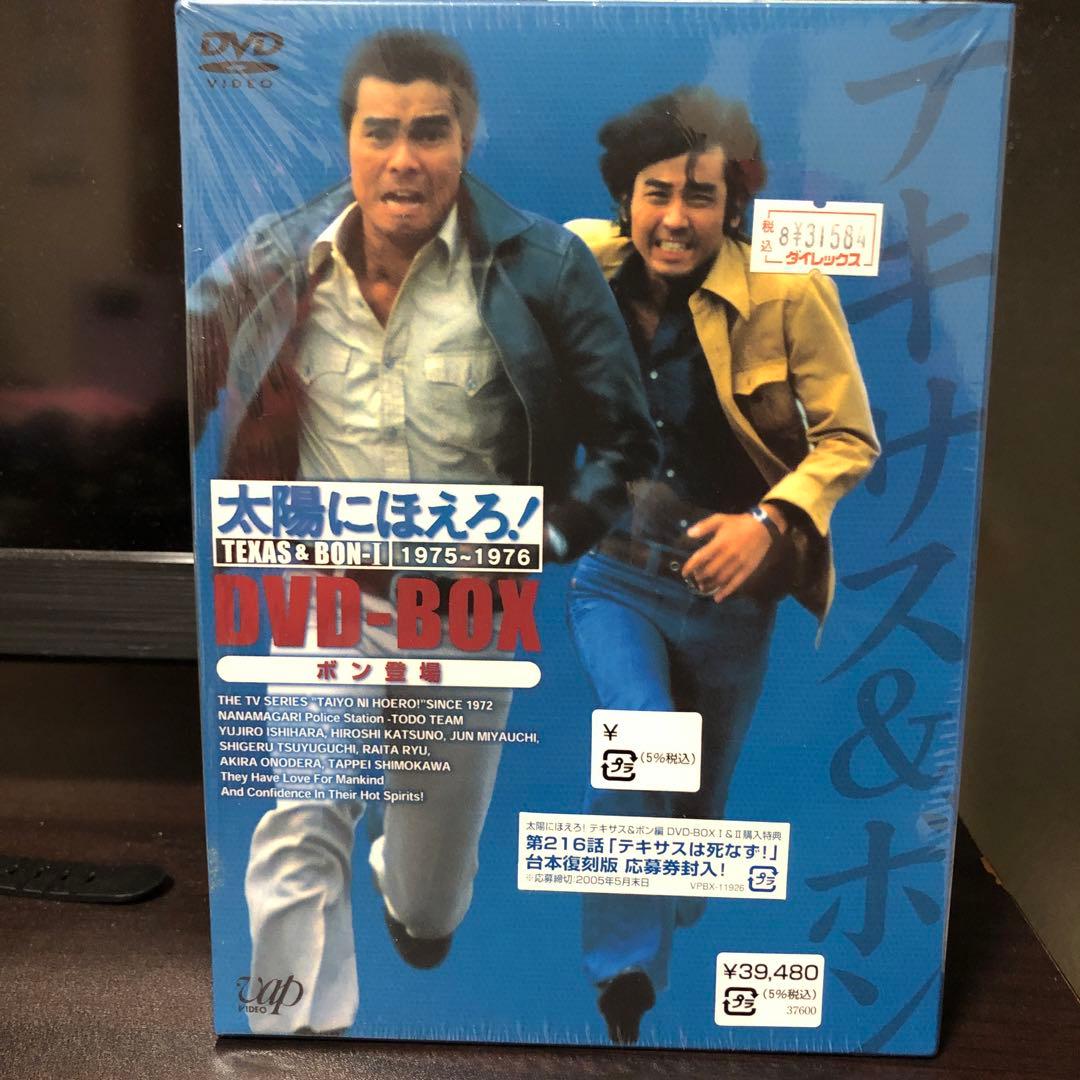 DVD
VIDEO
テキサス&ボン
税込
8¥31584
ダイレックス
太陽にほえろ!
TEXAS & BON-I 1975~1976
DVD-BOX
ボン登場
THE TV SERIES "TAIYO NI HOERO!"SINCE 1972
NANAMAGARI Police Station -TODO TEAM
YUJIRO ISHIHARA, HIROSHI KATSUNO, JUN MIYAUCHI,
SHIGERU TSUYUGUCHI, RAITA RYU,
AKIRA ONODERA, TAPPEI SHIMOKAWA
They Have Love For Mankind
And Confidence In Their Hot Spirits!
¥
プラ (5%税込)
太陽にほえろ! テキサス&ボン編 DVD-BOX I & II 購入特典
第216話「テキサスは死なず!」
台本復刻版 応募券封入!
※応募締切:2005年5月末日 VPBX-11926 プラ
¥39,480
プラ (5%税込)
37600
vap
VIDEO